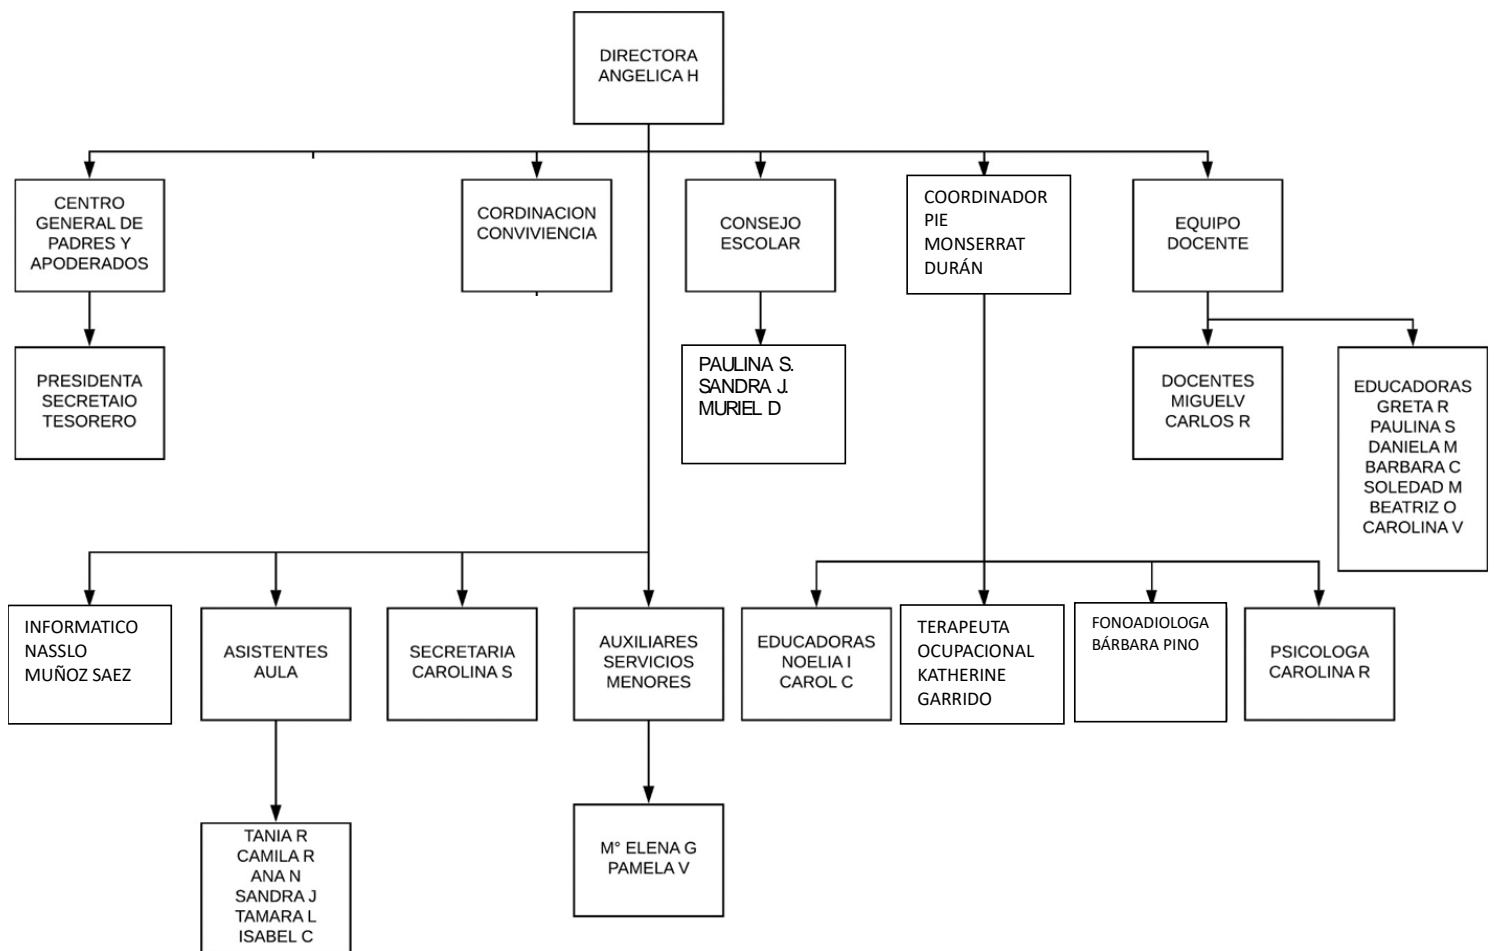 DIRECTORA
ANGELICA H
CENTRO
GENERAL DE
PADRES Y
APODERADOS
CORDINACION
CONVIVIENCIA
CONSEJO
ESCOLAR
COORDINADOR
PIE
MONSERRAT
DURÁN
EQUIPO
DOCENTE
PRESIDENTA
SECRETAIO
TESORERO
PAULINA S.
SANDRA J.
MURIEL D
DOCENTES
MIGUELV
CARLOS R
EDUCADORAS
GRETA R
PAULINA S
DANIELA M
BARBARA C
SOLEDAD M
BEATRIZ O
CAROLINA V
INFORMATICO
NASSLO
MUÑOZ SAEZ
ASISTENTES
AULA
SECRETARIA
CAROLINA S
AUXILIARES
SERVICIOS
MENORES
EDUCADORAS
NOELIA I
CAROL C
TERAPEUTA
OCUPACIONAL
KATHERINE
GARRIDO
FONOADIOLOGA
BÁRBARA PINO
PSICOLOGA
CAROLINA R
TANIA R
CAMILA R
ANA N
SANDRA J
TAMARA L
ISABEL C
M° ELENA G
PAMELA V